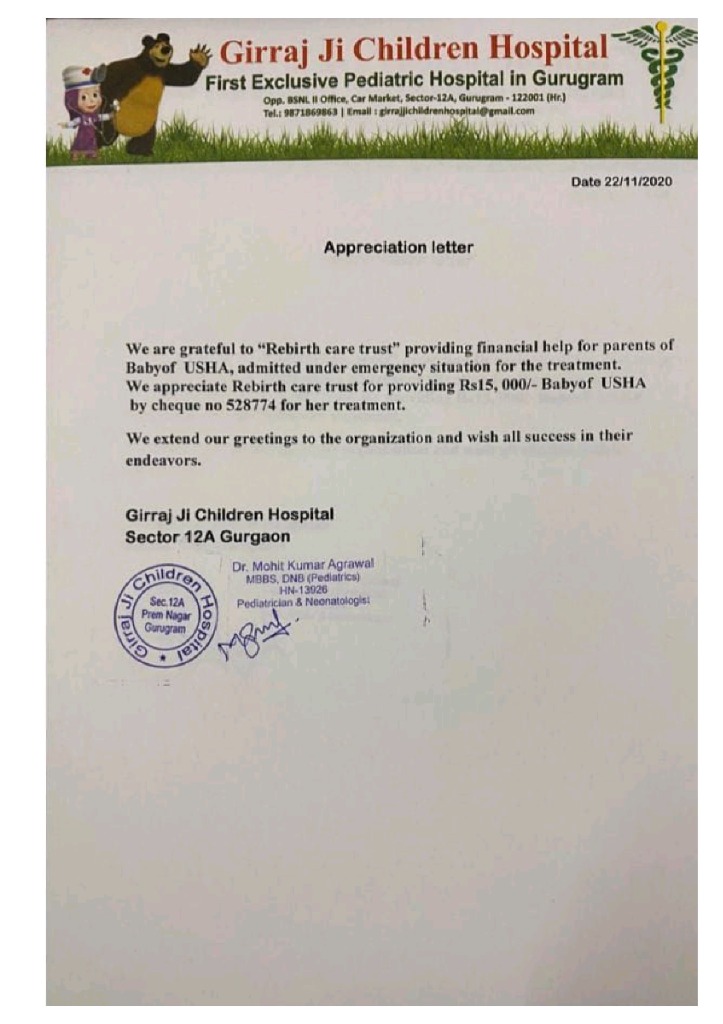 Girraj Ji Children Hospital
First Exclusive Pediatric Hospital in Gurugram
Opp. BSNL II Office, Car Market, Sector-12A, Gurugram - 122001 (Hr.)
Tel.: 9871869863 | Email : girrajjichildrenhospital@gmail.com
Date 22/11/2020
Appreciation letter
We are grateful to “Rebirth care trust” providing financial help for parents of
Babyof USHA, admitted under emergency situation for the treatment.
We appreciate Rebirth care trust for providing Rs15, 000/- Babyof USHA
by cheque no 528774 for her treatment.
We extend our greetings to the organization and wish all success in their
endeavors.
Girraj Ji Children Hospital
Sector 12A Gurgaon
Dr. Mohit Kumar Agrawal
MBBS, DNB (Pediatrics)
HN-13926
Pediatrician & Neonatologist
Girraj Ji Children Hospital
Sec.12A
Prem Nagar
Gurugram